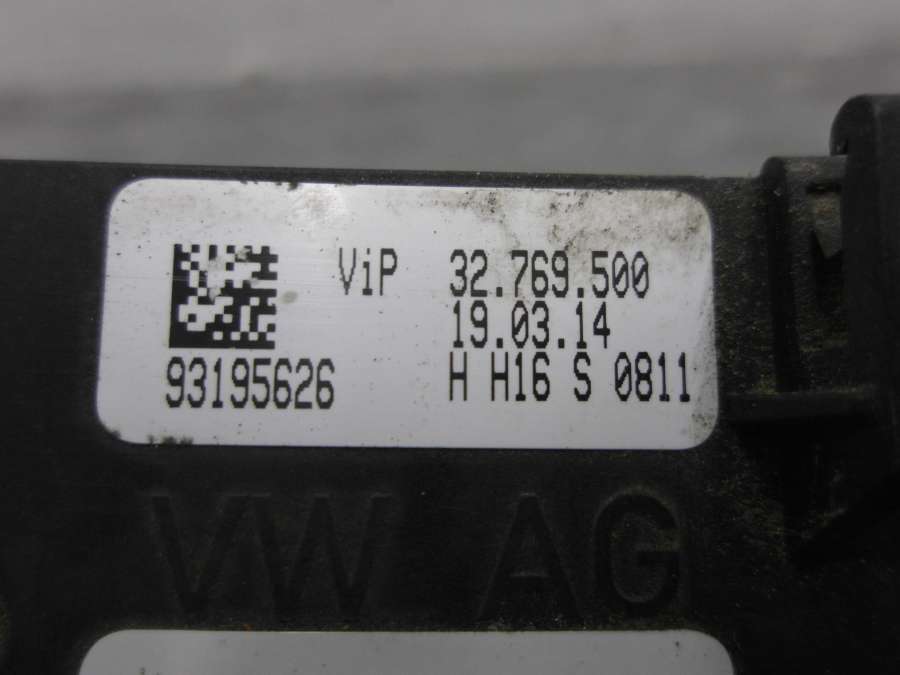 ViP 32.769.500
19.03.14
93195626 H H16 S 0811
VW AG